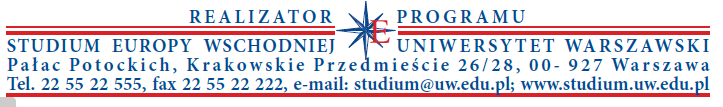 REALIZATOR PROGRAMU
E
STUDIUM EUROPY WSCHODNIEJ UNIWERSYTET WARSZAWSKI
Pałac Potockich, Krakowskie Przedmieście 26/28, 00- 927 Warszawa
Tel. 22 55 22 555, fax 22 55 22 222, e-mail: studium@uw.edu.pl; www.studium.uw.edu.pl